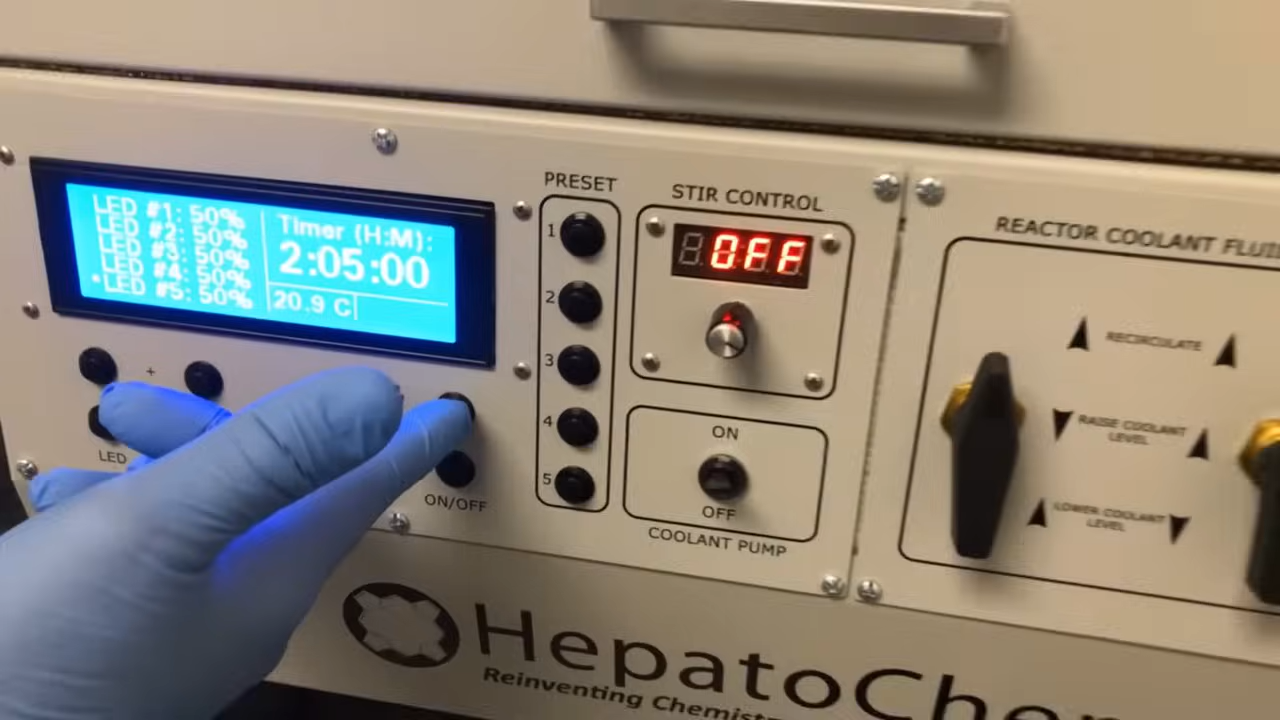 LED #1: 50%
LED #2: 50%
LED #3: 50%
LED #4: 50%
LED #5: 50%
Timer (H:M):
2:05:00
20.9 C
+
LED
ON/OFF
PRESET
1
2
3
4
5
STIR CONTROL
OFF
ON
OFF
COOLANT PUMP
REACTOR COOLANT
RECIRCULATE
RAISE COOLANT
LEVEL
LOWER COOLANT
LEVEL
HepatoChem
Reinventing